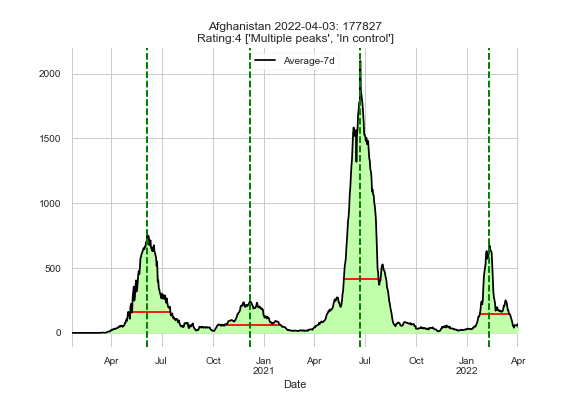 Afghanistan 2022-04-03: 177827
Rating:4 ['Multiple peaks', 'In control']
Average-7d
2000
1500
1000
500
0
Apr Jul Oct Jan Apr Jul Oct Jan Apr
2021 2022
Date